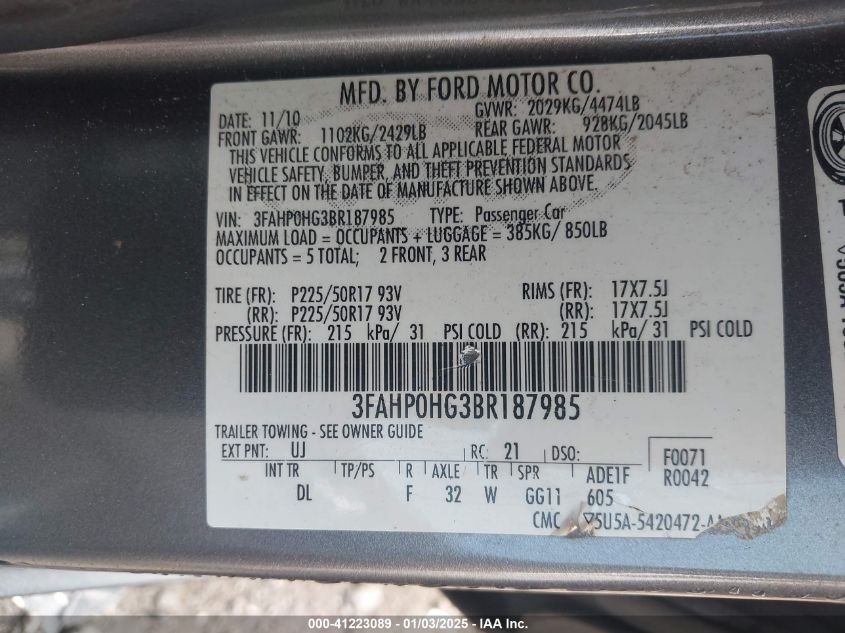 MFD. BY FORD MOTOR CO.
DATE: 11/10 GVWR: 2029KG/4474LB
FRONT GAWR: 1102KG/2429LB REAR GAWR: 928KG/2045LB
THIS VEHICLE CONFORMS TO ALL APPLICABLE FEDERAL MOTOR
VEHICLE SAFETY, BUMPER, AND THEFT PREVENTION STANDARDS
IN EFFECT ON THE DATE OF MANUFACTURE SHOWN ABOVE.
VIN: 3FAHP0HG3BR187985 TYPE: Passenger Car
MAXIMUM LOAD = OCCUPANTS + LUGGAGE = 385KG/ 850LB
OCCUPANTS = 5 TOTAL; 2 FRONT, 3 REAR
TIRE (FR): P225/50R17 93V RIMS (FR): 17X7.5J
(RR): P225/50R17 93V (RR): 17X7.5J
PRESSURE (FR): 215 kPa/ 31 PSI COLD (RR): 215 kPa/ 31 PSI COLD
3FAHP0HG3BR187985
TRAILER TOWING - SEE OWNER GUIDE
EXT PNT: UJ RC: 21 DSO: F0071
INT TR TP/PS R AXLE TR SPR ADE1F R0042
DL F 32 W GG11 605
CMC 5U5A-5420472-AA
000-41223089 - 01/03/2025 - IAAI Inc.